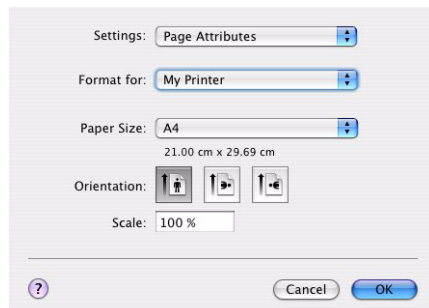 Settings: Page Attributes
Format for: My Printer
Paper Size: A4
21.00 cm x 29.69 cm
Orientation:
Scale: 100 %
? Cancel OK